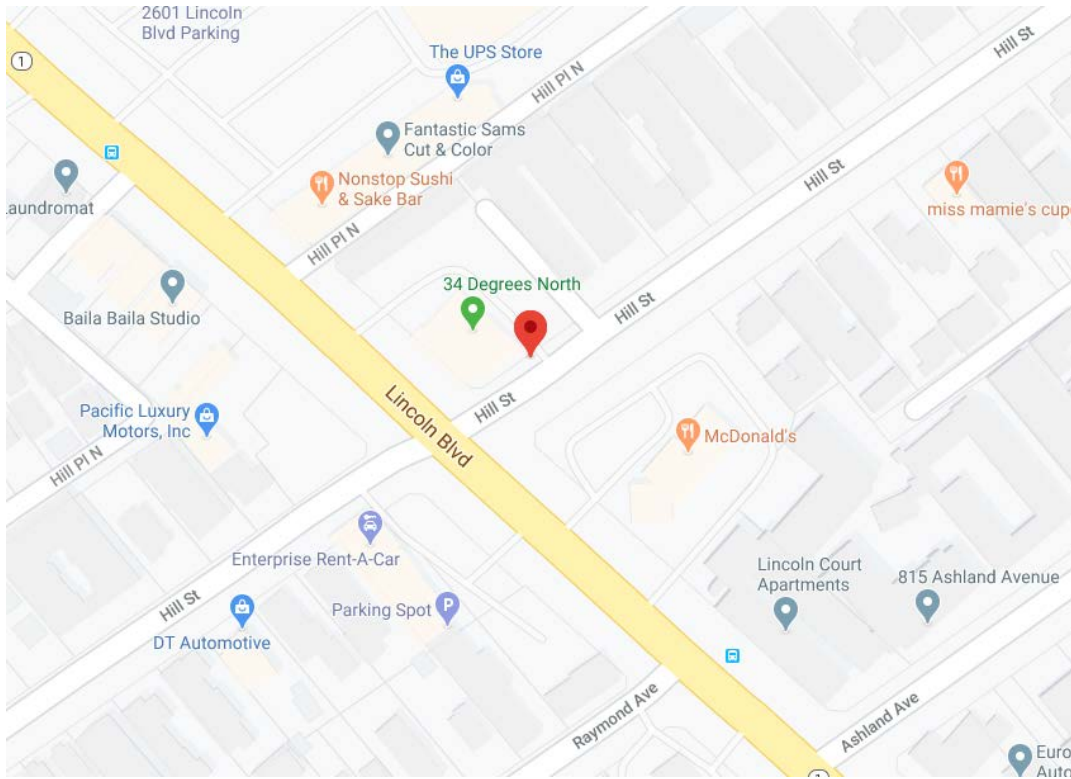 2601 Lincoln
Blvd Parking
1
The UPS Store
Hill St
Hill Pl N
Fantastic Sams
Cut & Color
Nonstop Sushi
& Sake Bar
Hill St
miss mamie's cup
aundromat
Hill Pl N
34 Degrees North
Hill St
Baila Baila Studio
Hill St
Lincoln Blvd
Pacific Luxury
Motors, Inc
McDonald's
Hill Pl N
Enterprise Rent-A-Car
Lincoln Court
Apartments
815 Ashland Avenue
Hill St
Parking Spot
P
DT Automotive
Raymond Ave
Ashland Ave
Euro
Auto
1